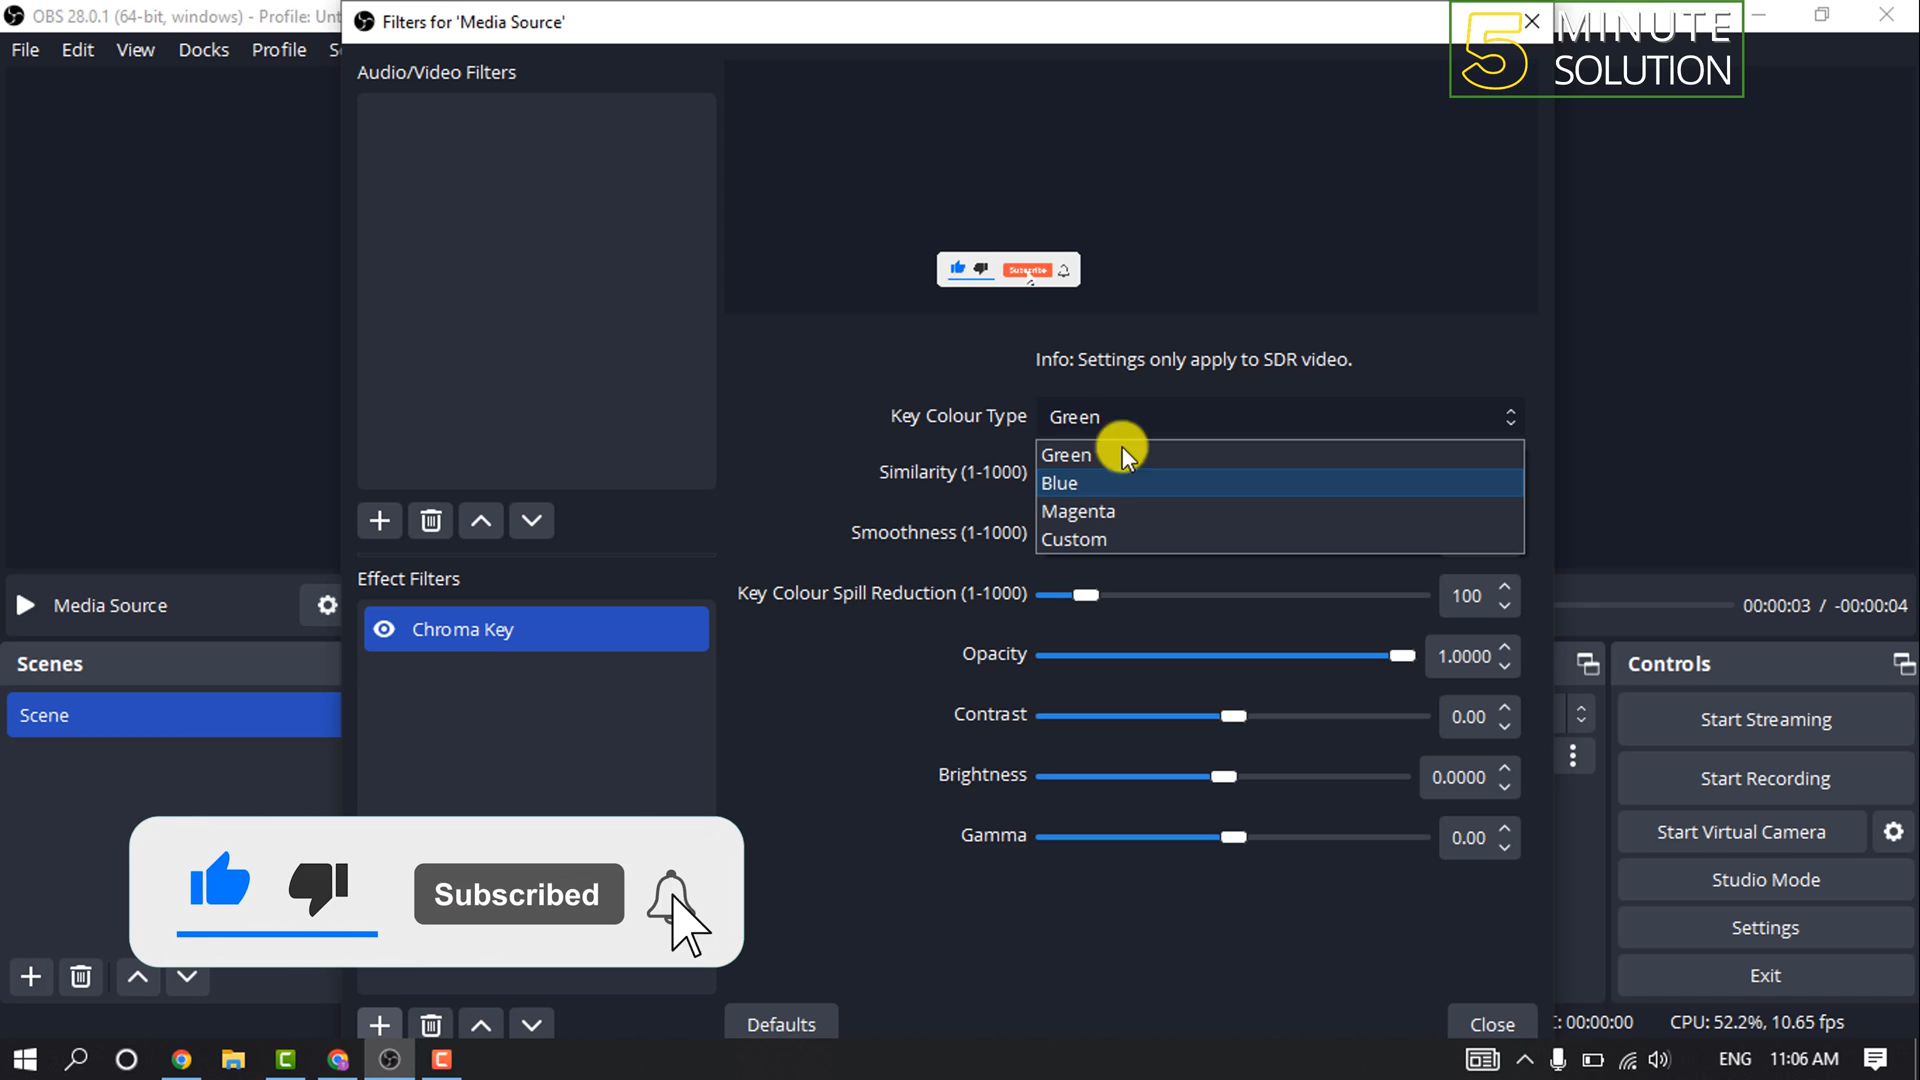 OBS 28.0.1 (64-bit, windows) - Profile: Unt
Filters for 'Media Source'
5 MINUTE
SOLUTION
File Edit View Docks Profile S
Audio/Video Filters
Subscribe
Info: Settings only apply to SDR video.
Key Colour Type Green
Green
Similarity (1-1000)
Blue
Magenta
Smoothness (1-1000)
Custom
Effect Filters
Key Colour Spill Reduction (1-1000) 100
Media Source
00:00:03 / -00:00:04
Chroma Key
Opacity 1.0000
Scenes
Controls
Scene
Contrast 0.00
Start Streaming
Brightness 0.0000
Start Recording
Gamma 0.00
Start Virtual Camera
Studio Mode
Subscribed
Settings
Exit
Defaults
Close
C: 00:00:00 CPU: 52.2%, 10.65 fps
ENG 11:06 AM